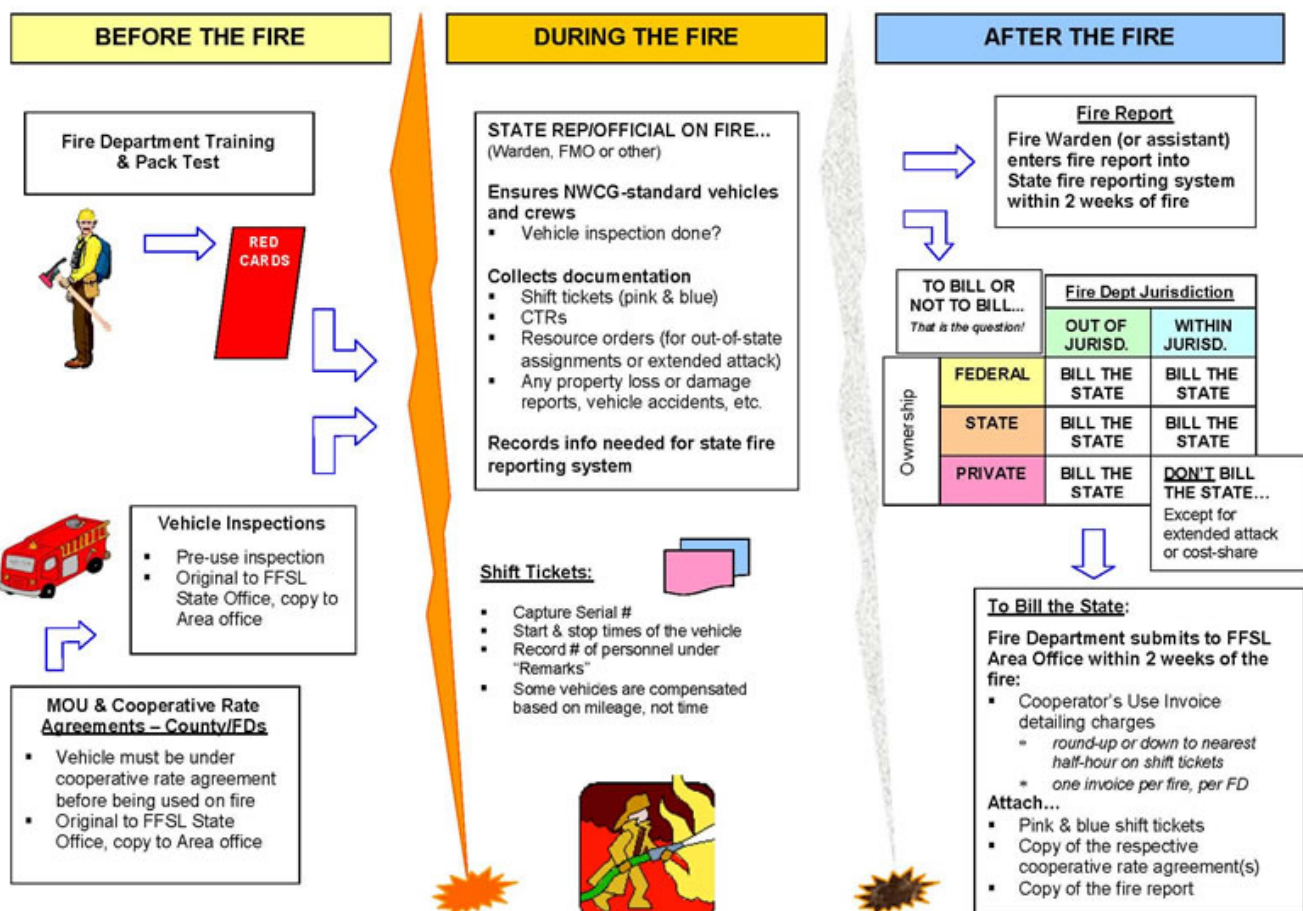 BEFORE THE FIRE
Fire Department Training
& Pack Test
RED
CARDS
Vehicle Inspections
▪ Pre-use inspection
▪ Original to FFSL
State Office, copy to
Area office
MOU & Cooperative Rate
Agreements – County/FDs
▪ Vehicle must be under
cooperative rate agreement
before being used on fire
▪ Original to FFSL State
Office, copy to Area office
DURING THE FIRE
STATE REP/OFFICIAL ON FIRE…
(Warden, FMO or other)
Ensures NWCG-standard vehicles
and crews
▪ Vehicle inspection done?
Collects documentation
▪ Shift tickets (pink & blue)
▪ CTRs
▪ Resource orders (for out-of-state
assignments or extended attack)
▪ Any property loss or damage
reports, vehicle accidents, etc.
Records info needed for state fire
reporting system
Shift Tickets:
▪ Capture Serial #
▪ Start & stop times of the vehicle
▪ Record # of personnel under
“Remarks”
▪ Some vehicles are compensated
based on mileage, not time
AFTER THE FIRE
Fire Report
Fire Warden (or assistant)
enters fire report into
State fire reporting system
within 2 weeks of fire
TO BILL OR
NOT TO BILL…
That is the question!
Fire Dept Jurisdiction
OUT OF
JURISD.
WITHIN
JURISD.
Ownership
FEDERAL
BILL THE
STATE
BILL THE
STATE
STATE
BILL THE
STATE
BILL THE
STATE
PRIVATE
BILL THE
STATE
DON'T BILL
THE STATE…
Except for
extended attack
or cost-share
To Bill the State:
Fire Department submits to FFSL
Area Office within 2 weeks of the
fire:
▪ Cooperator's Use Invoice
detailing charges
* round-up or down to nearest
half-hour on shift tickets
* one invoice per fire, per FD
Attach…
▪ Pink & blue shift tickets
▪ Copy of the respective
cooperative rate agreement(s)
▪ Copy of the fire report